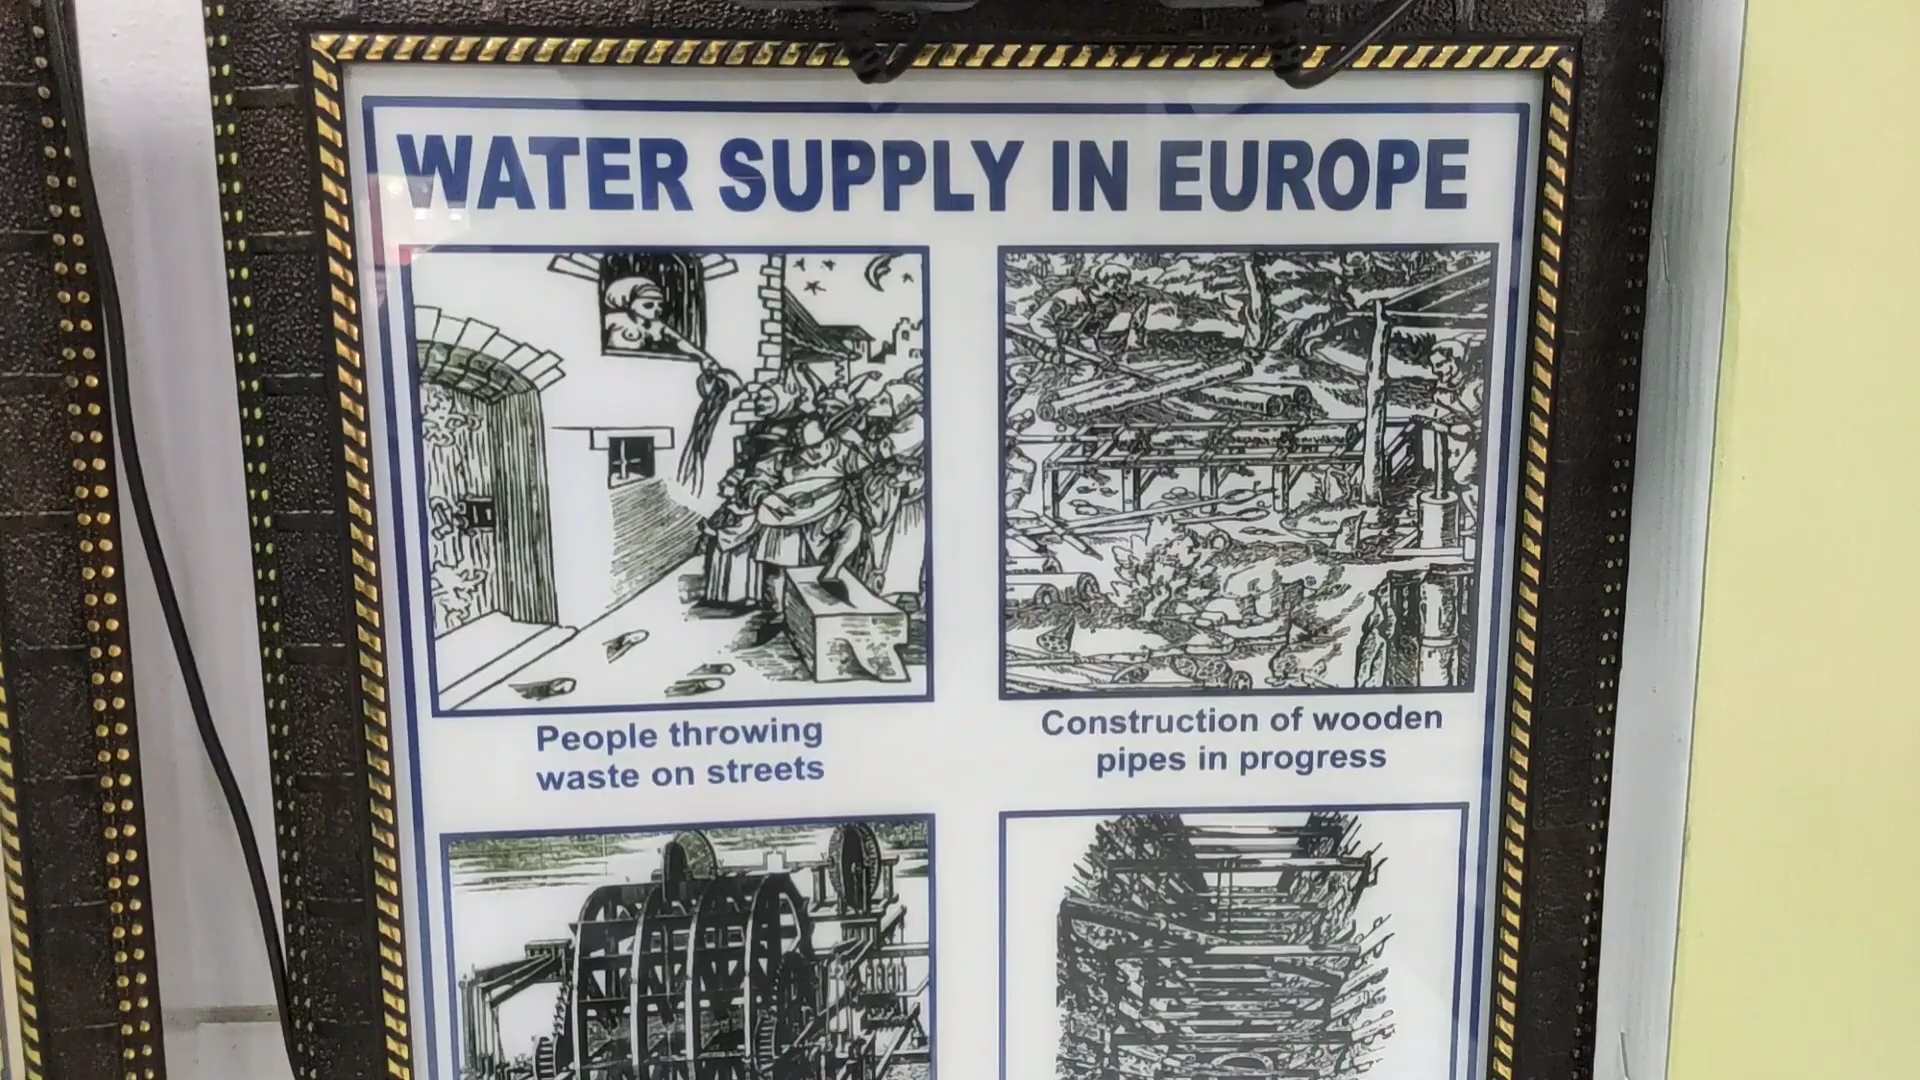 WATER SUPPLY IN EUROPE
People throwing
waste on streets
Construction of wooden
pipes in progress